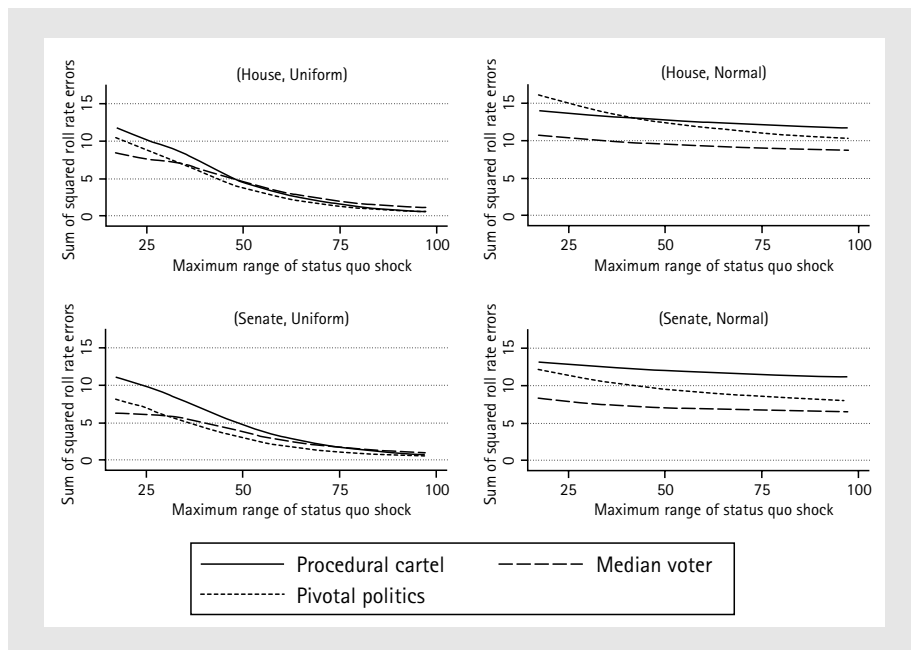 (House, Uniform)
Sum of squared roll rate errors
15
10
5
0
25 50 75 100
Maximum range of status quo shock
(House, Normal)
Sum of squared roll rate errors
15
10
5
0
25 50 75 100
Maximum range of status quo shock
(Senate, Uniform)
Sum of squared roll rate errors
15
10
5
0
25 50 75 100
Maximum range of status quo shock
(Senate, Normal)
Sum of squared roll rate errors
15
10
5
0
25 50 75 100
Maximum range of status quo shock
Procedural cartel
Median voter
Pivotal politics